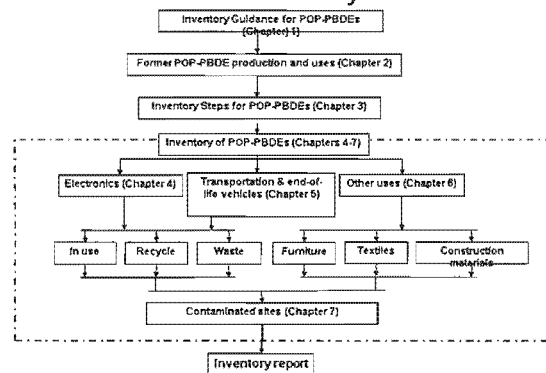 Inventory Guidance for POP-PBDEs
(Chapter) 1}
Former POP-PBDE production and uses (Chapter 2)
Inventory Steps for POP-PBDEs (Chapter 3)
Inventory of POP-PBDEs (Chapters 4-7)
Electronics (Chapter 4)
Transportation & end-of-
life vehicles (Chapter 5)
Other uses (Chapter 6)
In use
Recycle
Waste
Furniture
Textiles
Construction
materials
Contaminated sites (Chapter 7)
Inventory report